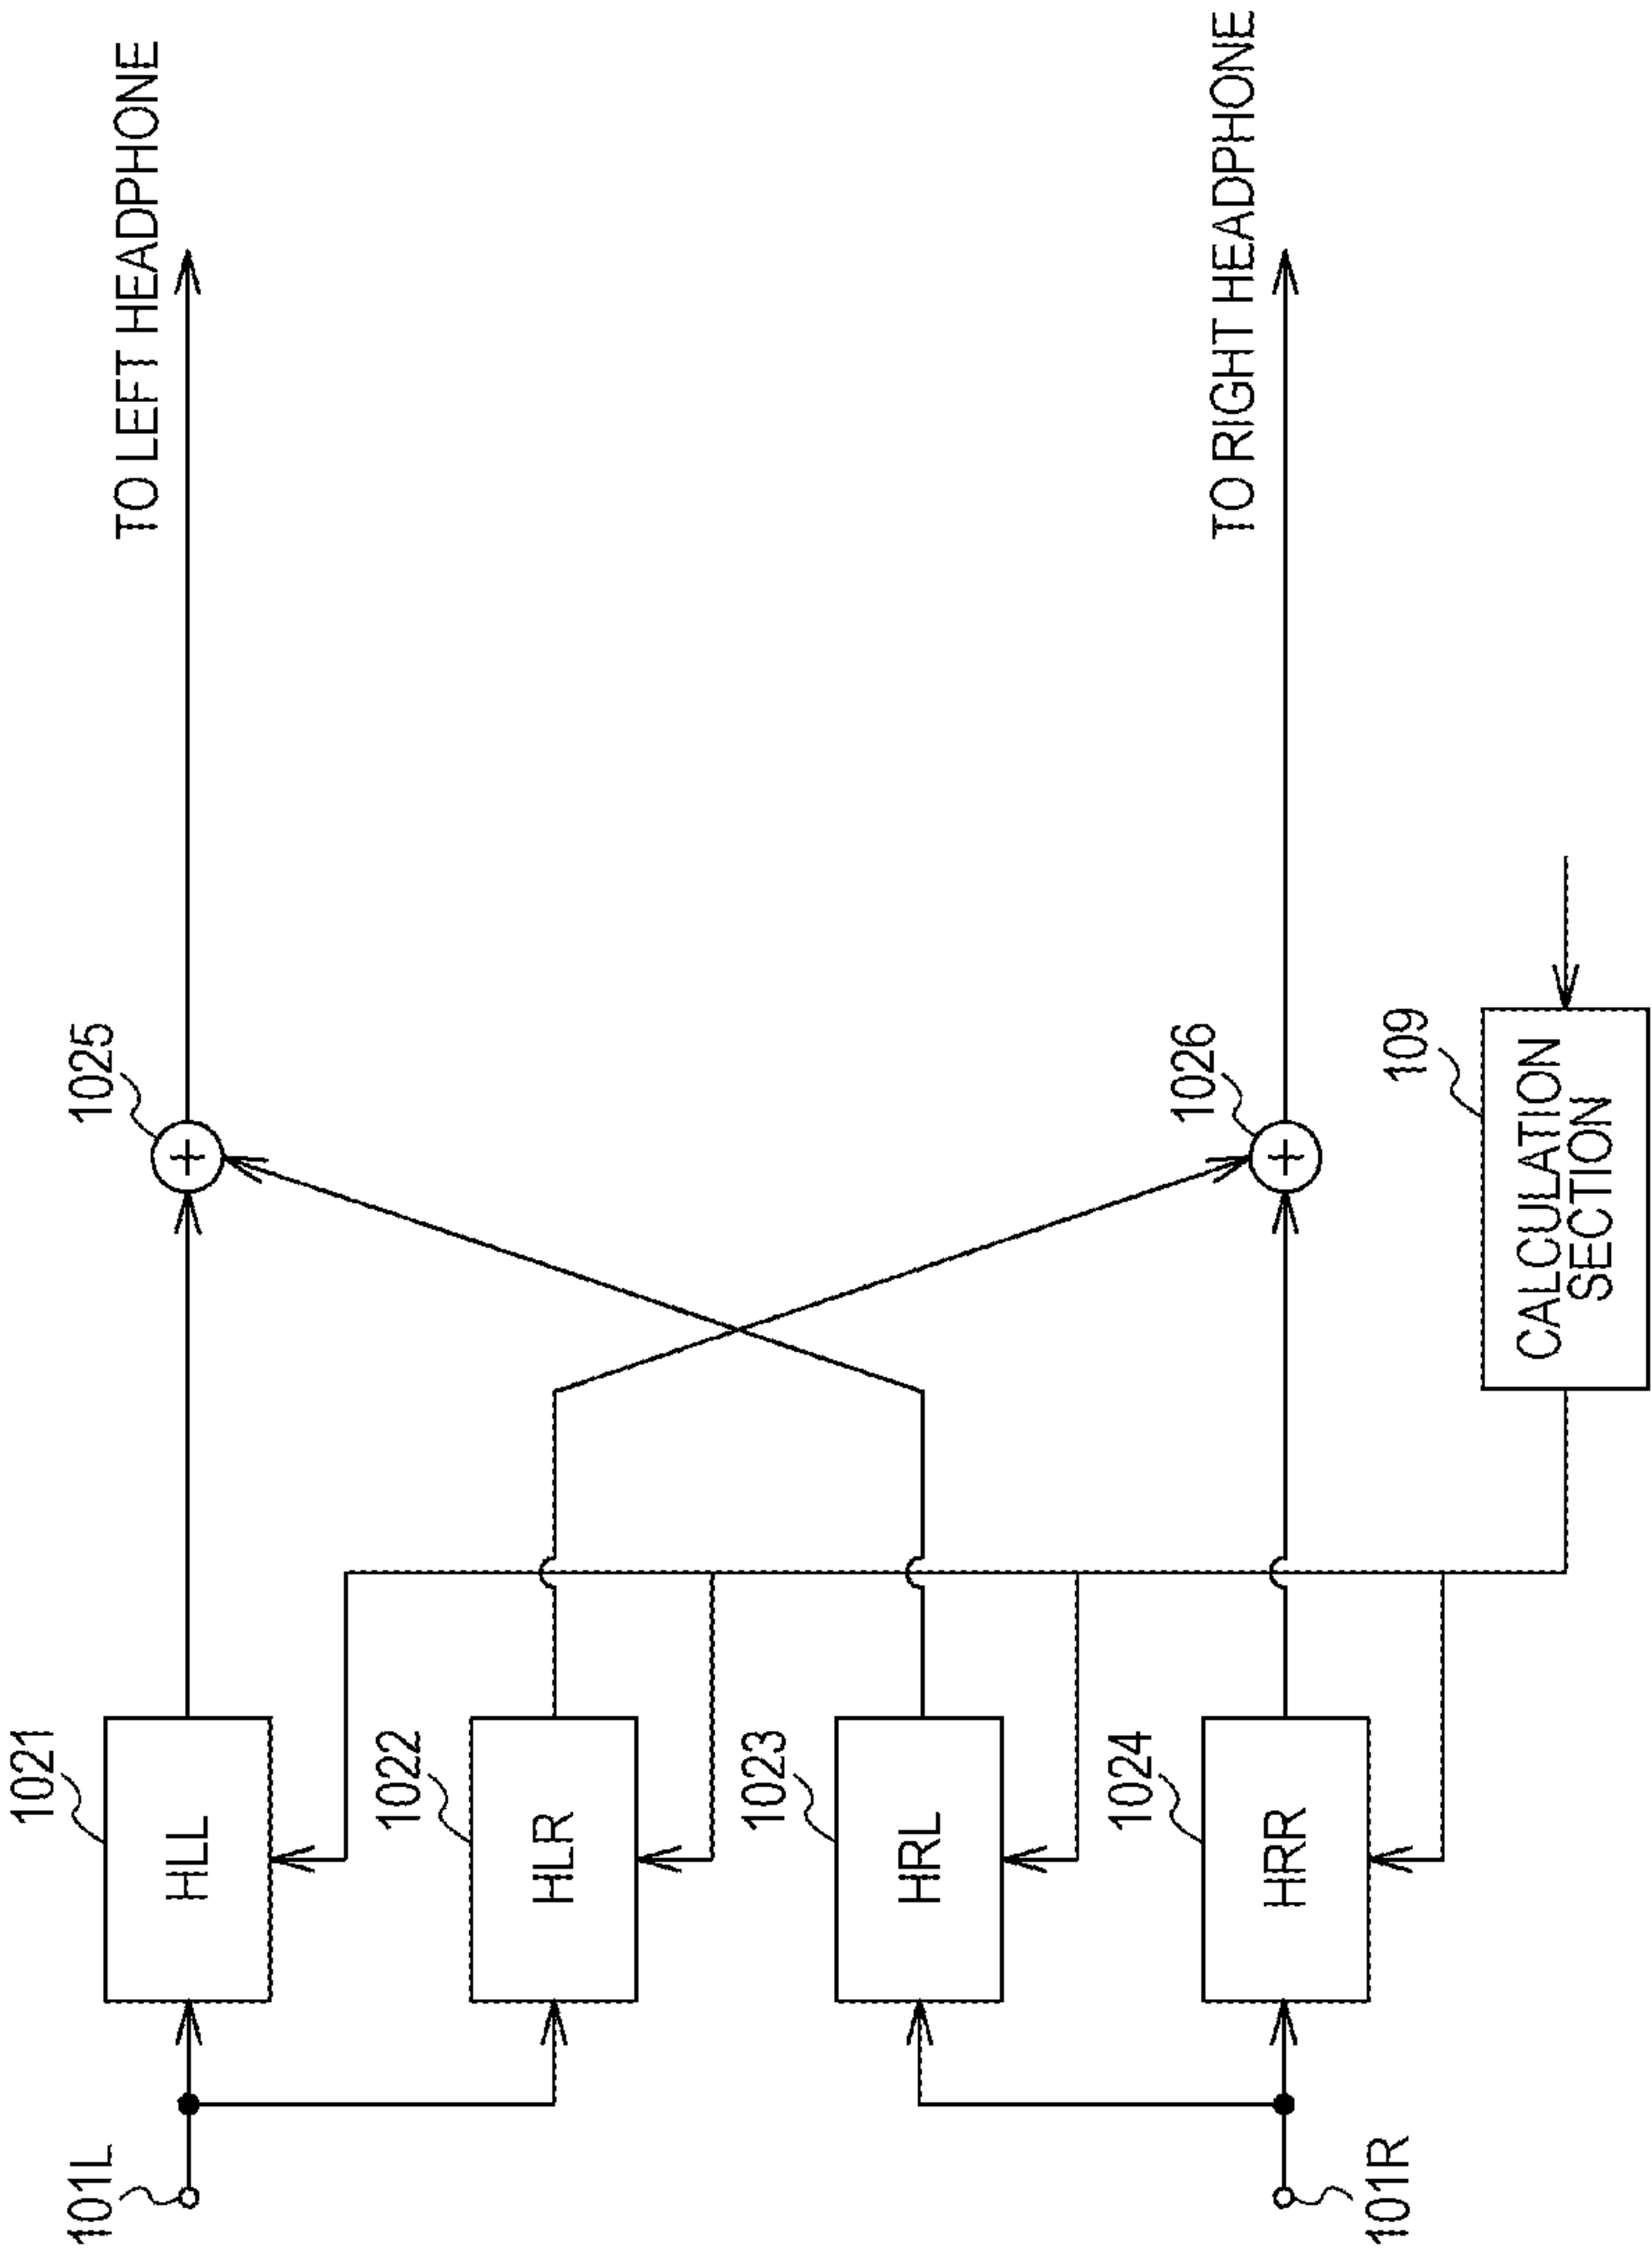 101L
1021
HLL
1025
TO LEFT HEADPHONE
1022
HLR
1023
HRL
101R
1024
HRR
1026
TO RIGHT HEADPHONE
109
CALCULATION
SECTION